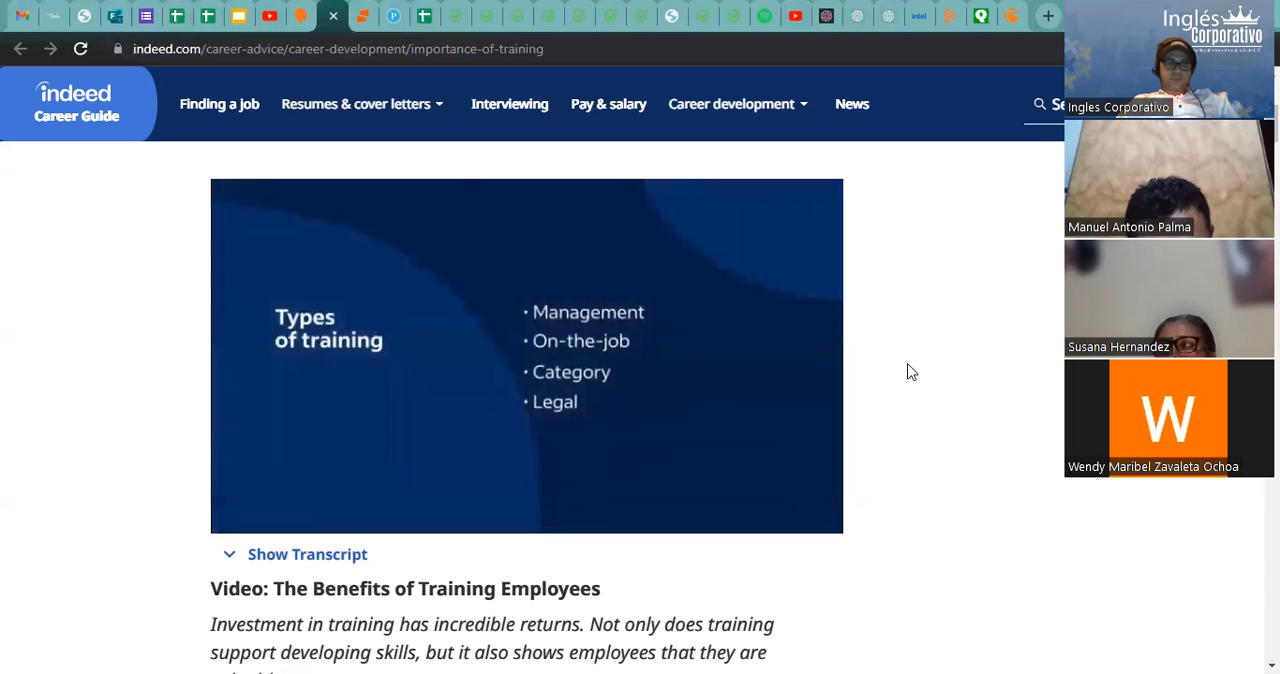 intel
Inglés
Corporativo
indeed.com/career-advice/career-development/importance-of-training
indeed
Career Guide
Finding a job
Resumes & cover letters
Interviewing
Pay & salary
Career development
News
Se
Ingles Corporativo
Types
of training
· Management
· On-the-job
· Category
· Legal
Manuel Antonio Palma
Susana Hernandez
W
Wendy Maribel Zavaleta Ochoa
Show Transcript
Video: The Benefits of Training Employees
Investment in training has incredible returns. Not only does training
support developing skills, but it also shows employees that they are